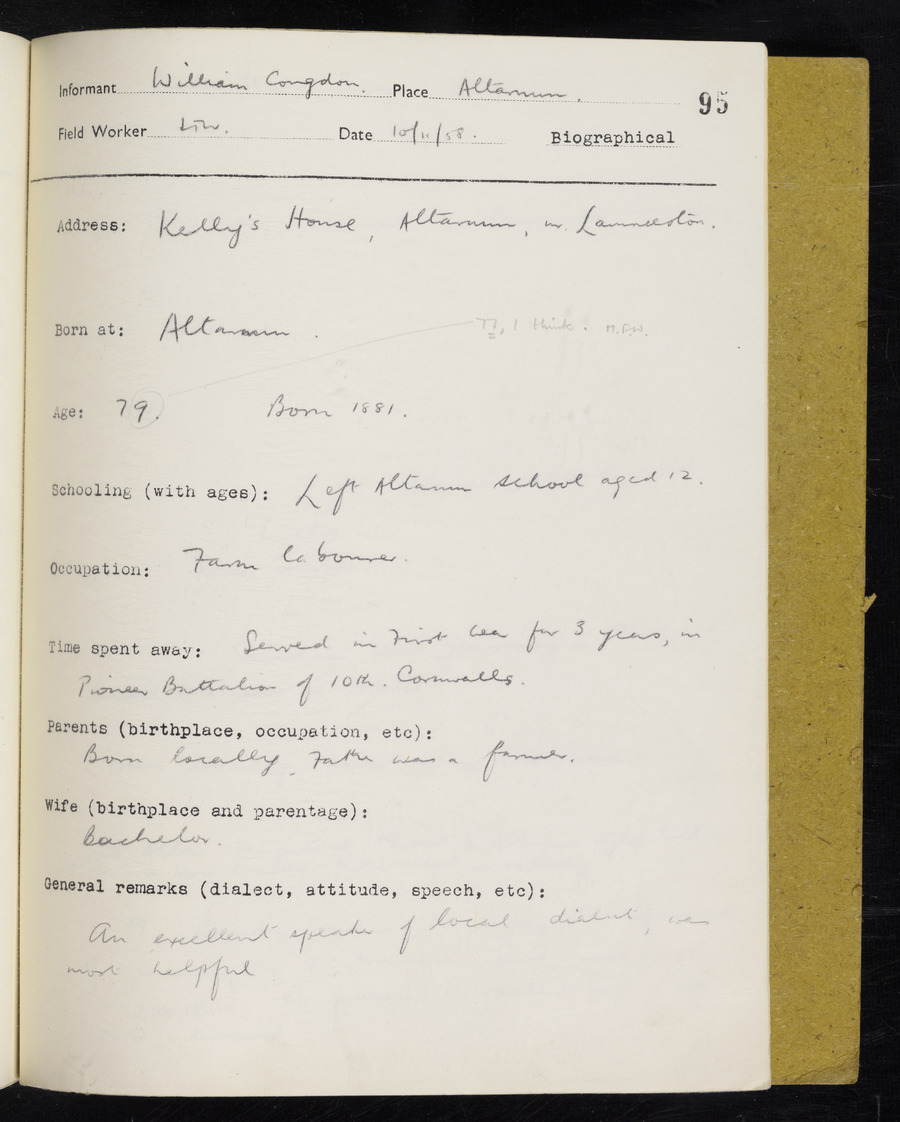 Informant William Congdon. Place Altarnun.
95
Field Worker Date 10/11/58. Biographical
Address: Kelly's House, Altarnun, nr. Launceston.
Born at: Altarnun. 77, I think. M.F.W.
Age: 79. Born 1881.
Schooling (with ages): Left Altarnun school aged 12.
Occupation: Farm labourer.
Time spent away: Served in First War for 3 years, in
Pioneer Battalion of 10th. Cornwalls.
Parents (birthplace, occupation, etc):
Born locally. Father was a farmer.
Wife (birthplace and parentage):
Bachelor.
General remarks (dialect, attitude, speech, etc):
An excellent speaker of local dialect, was
most helpful